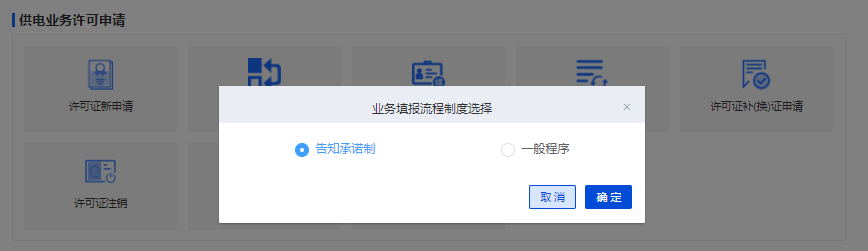 供电业务许可申请
业务填报流程制度选择
许可证新申请
许可证补(换)证申请
告知承诺制
一般程序
许可证注销
取消
确定